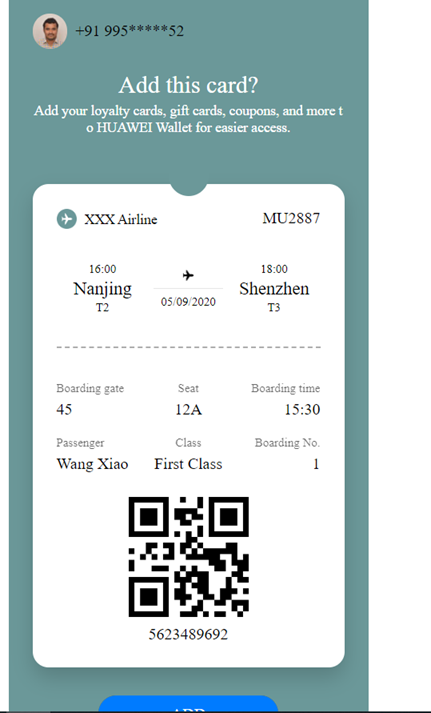 +91 995*****52
Add this card?
Add your loyalty cards, gift cards, coupons, and more t
o HUAWEI Wallet for easier access.
XXX Airline MU2887
16:00 18:00
Nanjing Shenzhen
T2 05/09/2020 T3
Boarding gate Seat Boarding time
45 12A 15:30
Passenger Class Boarding No.
Wang Xiao First Class 1
5623489692
ADD